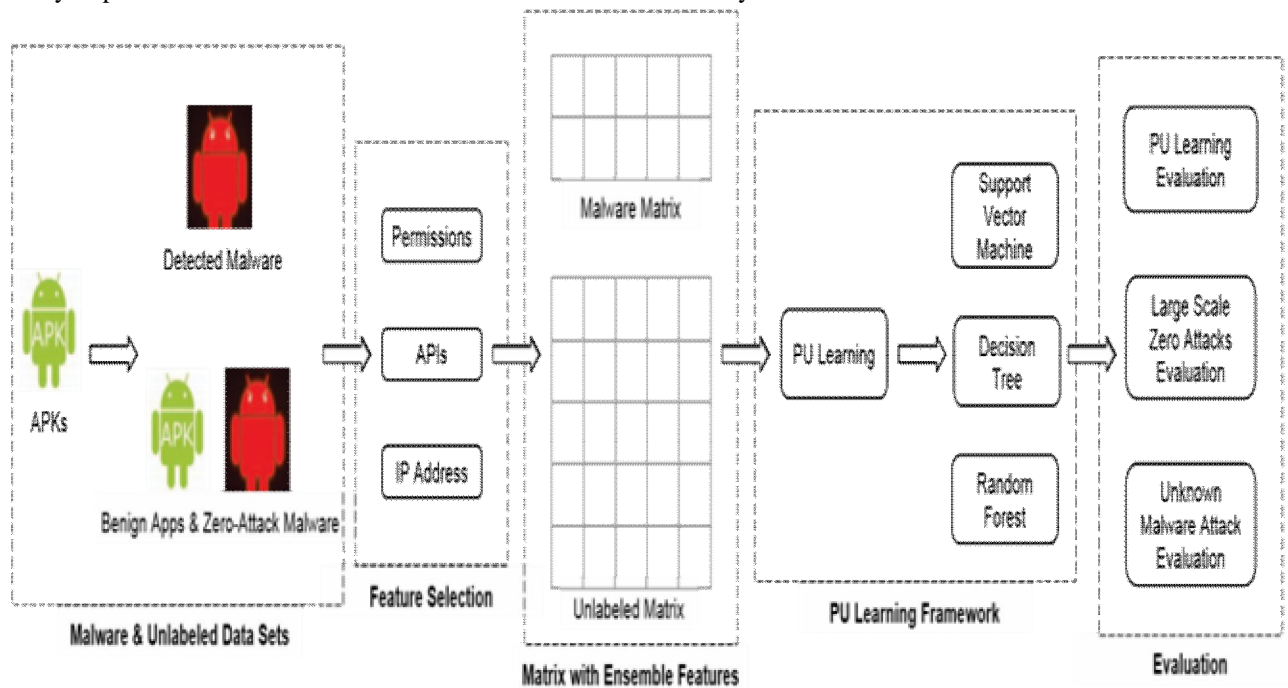 APK
APKs
Detected Malware
APK
Benign Apps & Zero-Attack Malware
Malware & Unlabeled Data Sets
Permissions
APIs
IP Address
Feature Selection
Malware Matrix
Unlabeled Matrix
Matrix with Ensemble Features
PU Learning
Support
Vector
Machine
Decision
Tree
Random
Forest
PU Learning Framework
PU Learning
Evaluation
Large Scale
Zero Attacks
Evaluation
Unknown
Malware Attack
Evaluation
Evaluation